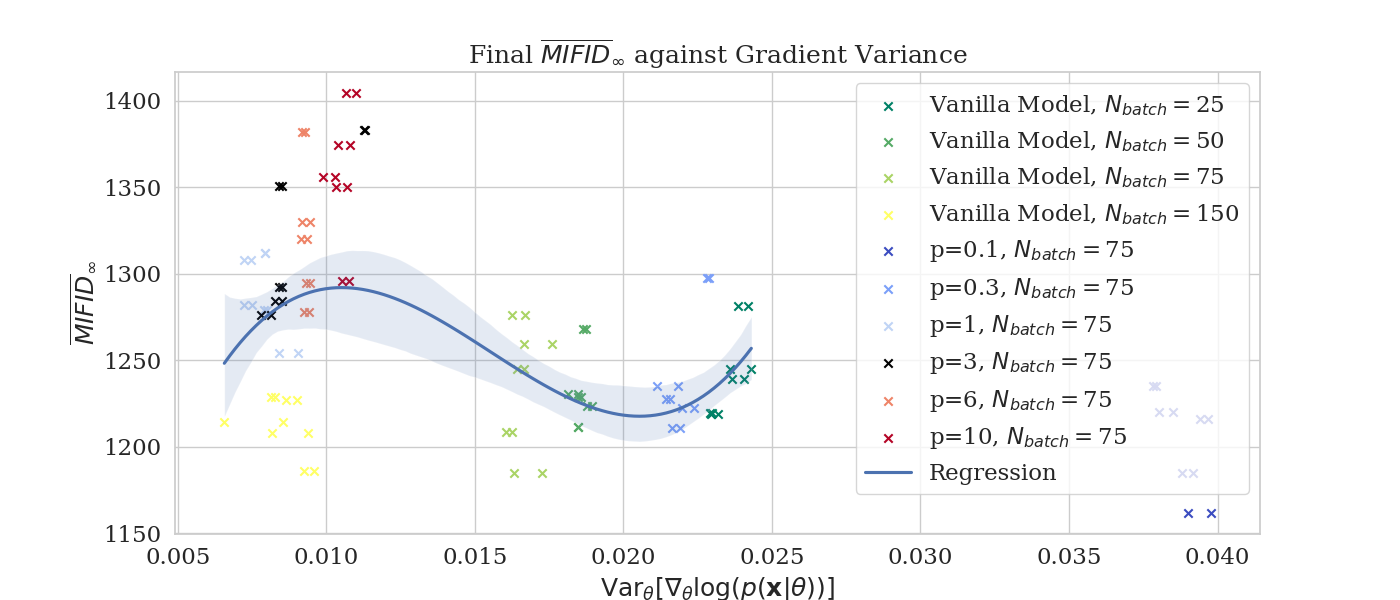 Final $\overline{MIFID}_\infty$ against Gradient Variance
1400
1350
1300
1250
1200
1150
$\overline{MIFID}_\infty$
Vanilla Model, $N_{batch} = 25$
Vanilla Model, $N_{batch} = 50$
Vanilla Model, $N_{batch} = 75$
Vanilla Model, $N_{batch} = 150$
p=0.1, $N_{batch} = 75$
p=0.3, $N_{batch} = 75$
p=1, $N_{batch} = 75$
p=3, $N_{batch} = 75$
p=6, $N_{batch} = 75$
p=10, $N_{batch} = 75$
Regression
0.005 0.010 0.015 0.020 0.025 0.030 0.035 0.040
$\mathrm{Var}_\theta[\nabla_\theta \log(p(\mathbf{x}|\theta))]$